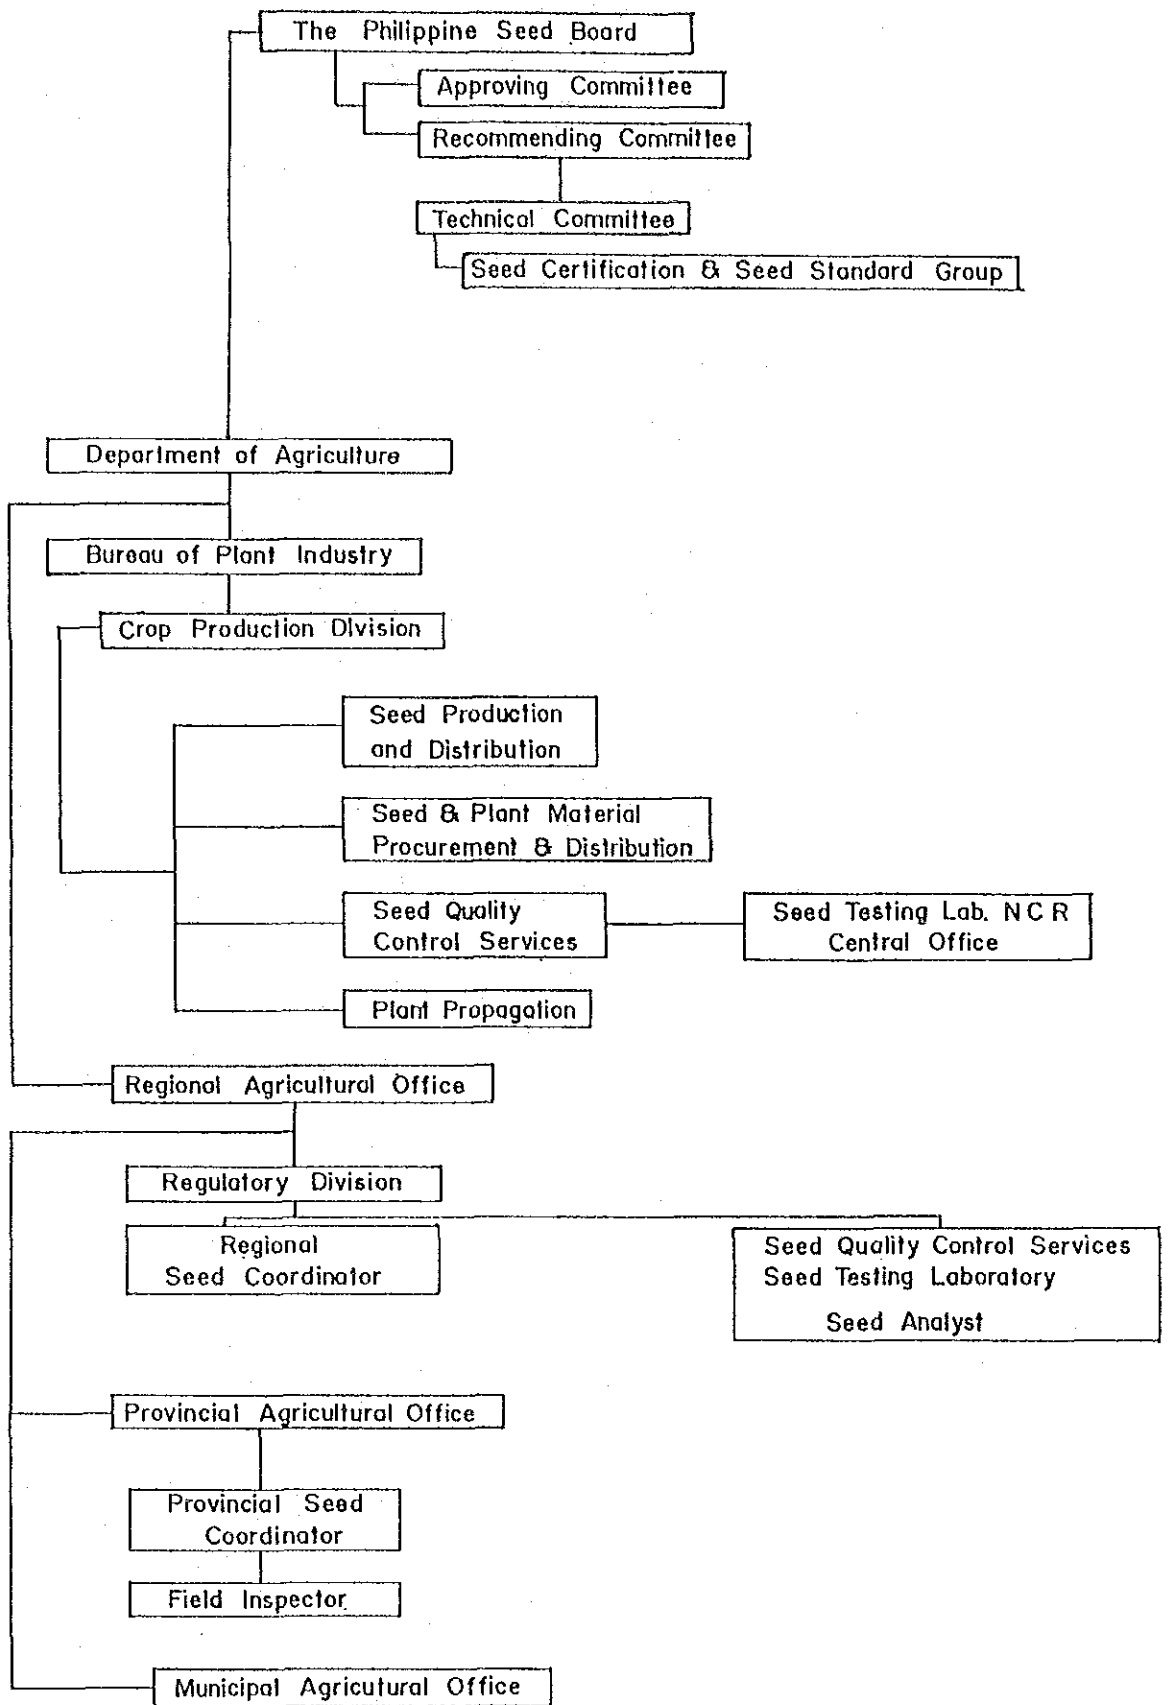 The Philippine Seed Board
Approving Committee
Recommending Committee
Technical Committee
Seed Certification & Seed Standard Group
Department of Agriculture
Bureau of Plant Industry
Crop Production Division
Seed Production
and Distribution
Seed & Plant Material
Procurement & Distribution
Seed Quality
Control Services
Seed Testing Lab. NCR
Central Office
Plant Propagation
Regional Agricultural Office
Regulatory Division
Regional
Seed Coordinator
Seed Quality Control Services
Seed Testing Laboratory
Seed Analyst
Provincial Agricultural Office
Provincial Seed
Coordinator
Field Inspector
Municipal Agricutural Office